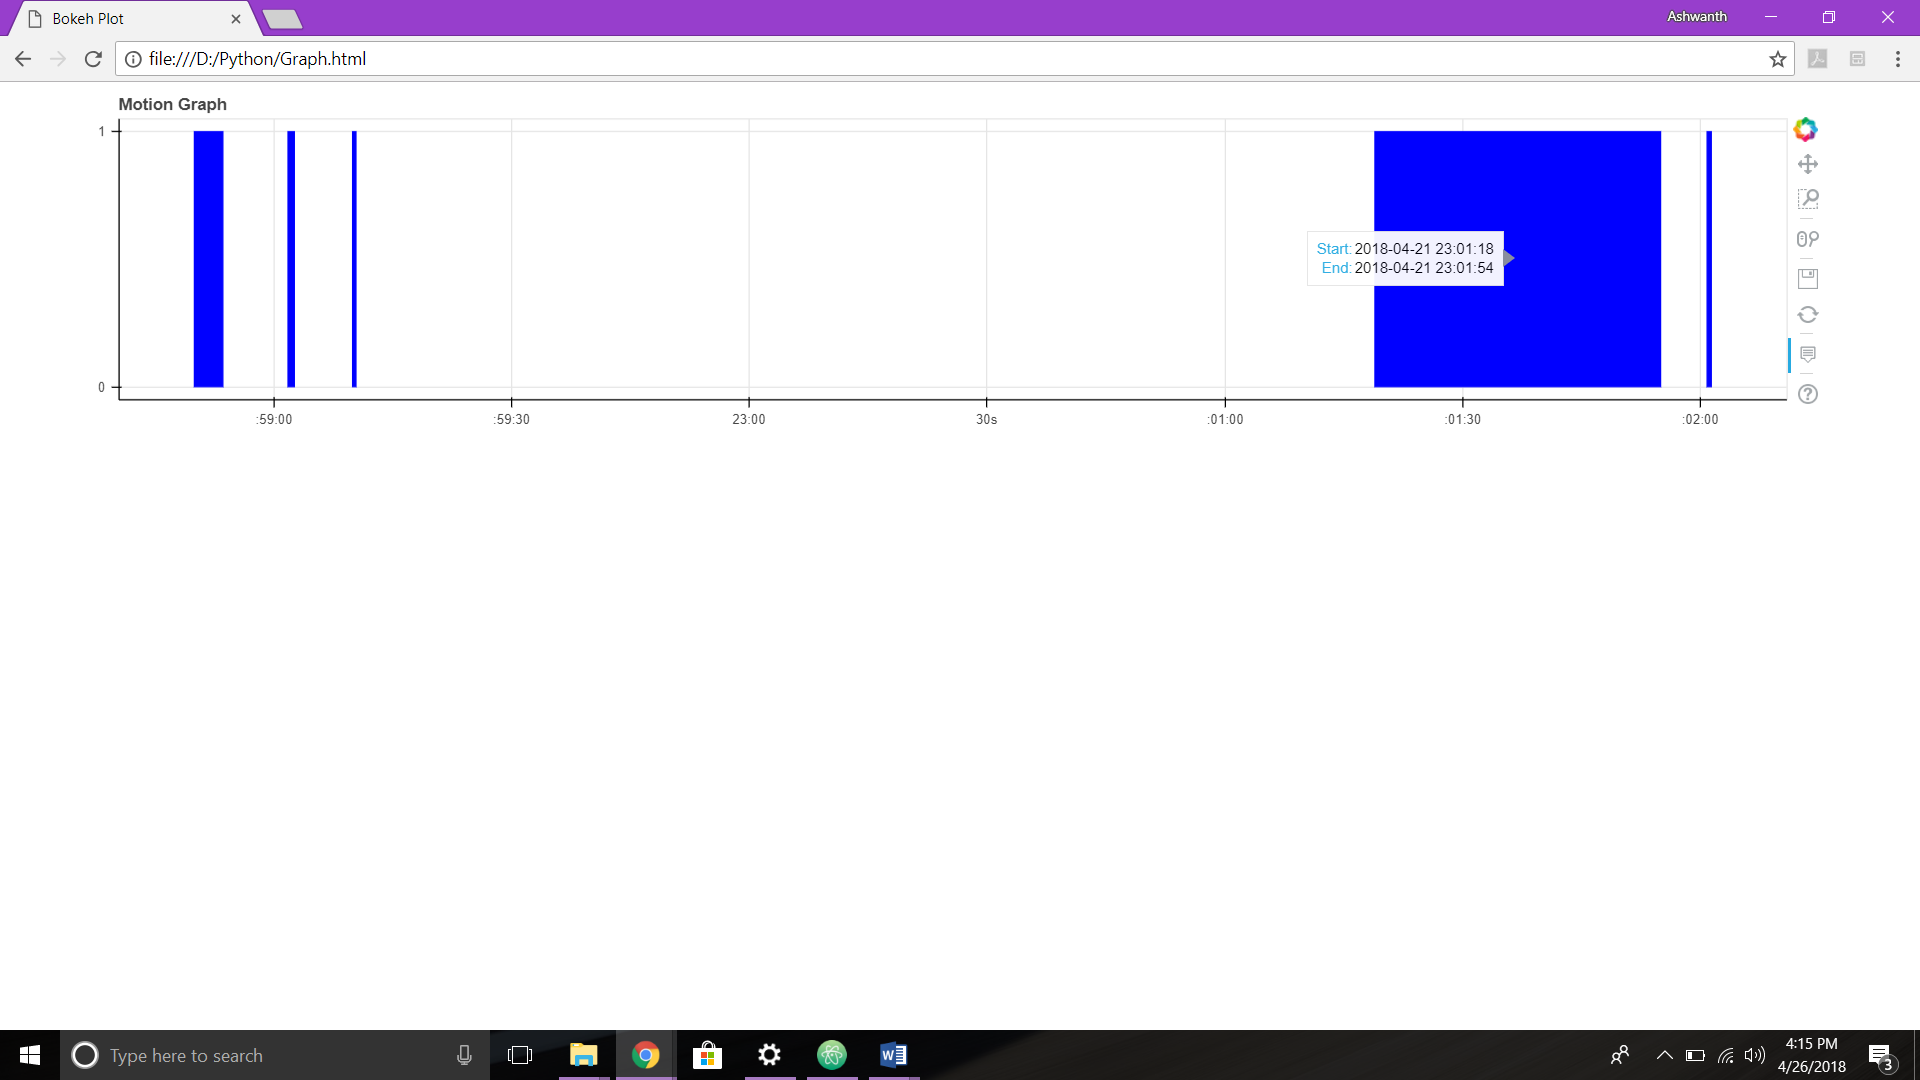 Bokeh Plot
Ashwanth
file:///D:/Python/Graph.html
Motion Graph
1
Start: 2018-04-21 23:01:18
End: 2018-04-21 23:01:54
0
:59:00 :59:30 23:00 30s :01:00 :01:30 :02:00
Type here to search
4:15 PM
4/26/2018
3